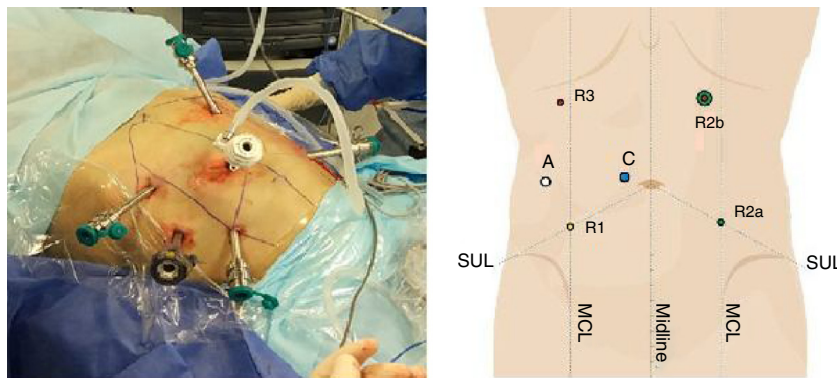 R3
R2b
A
C
R2a
R1
SUL
SUL
MCL
Midline
MCL